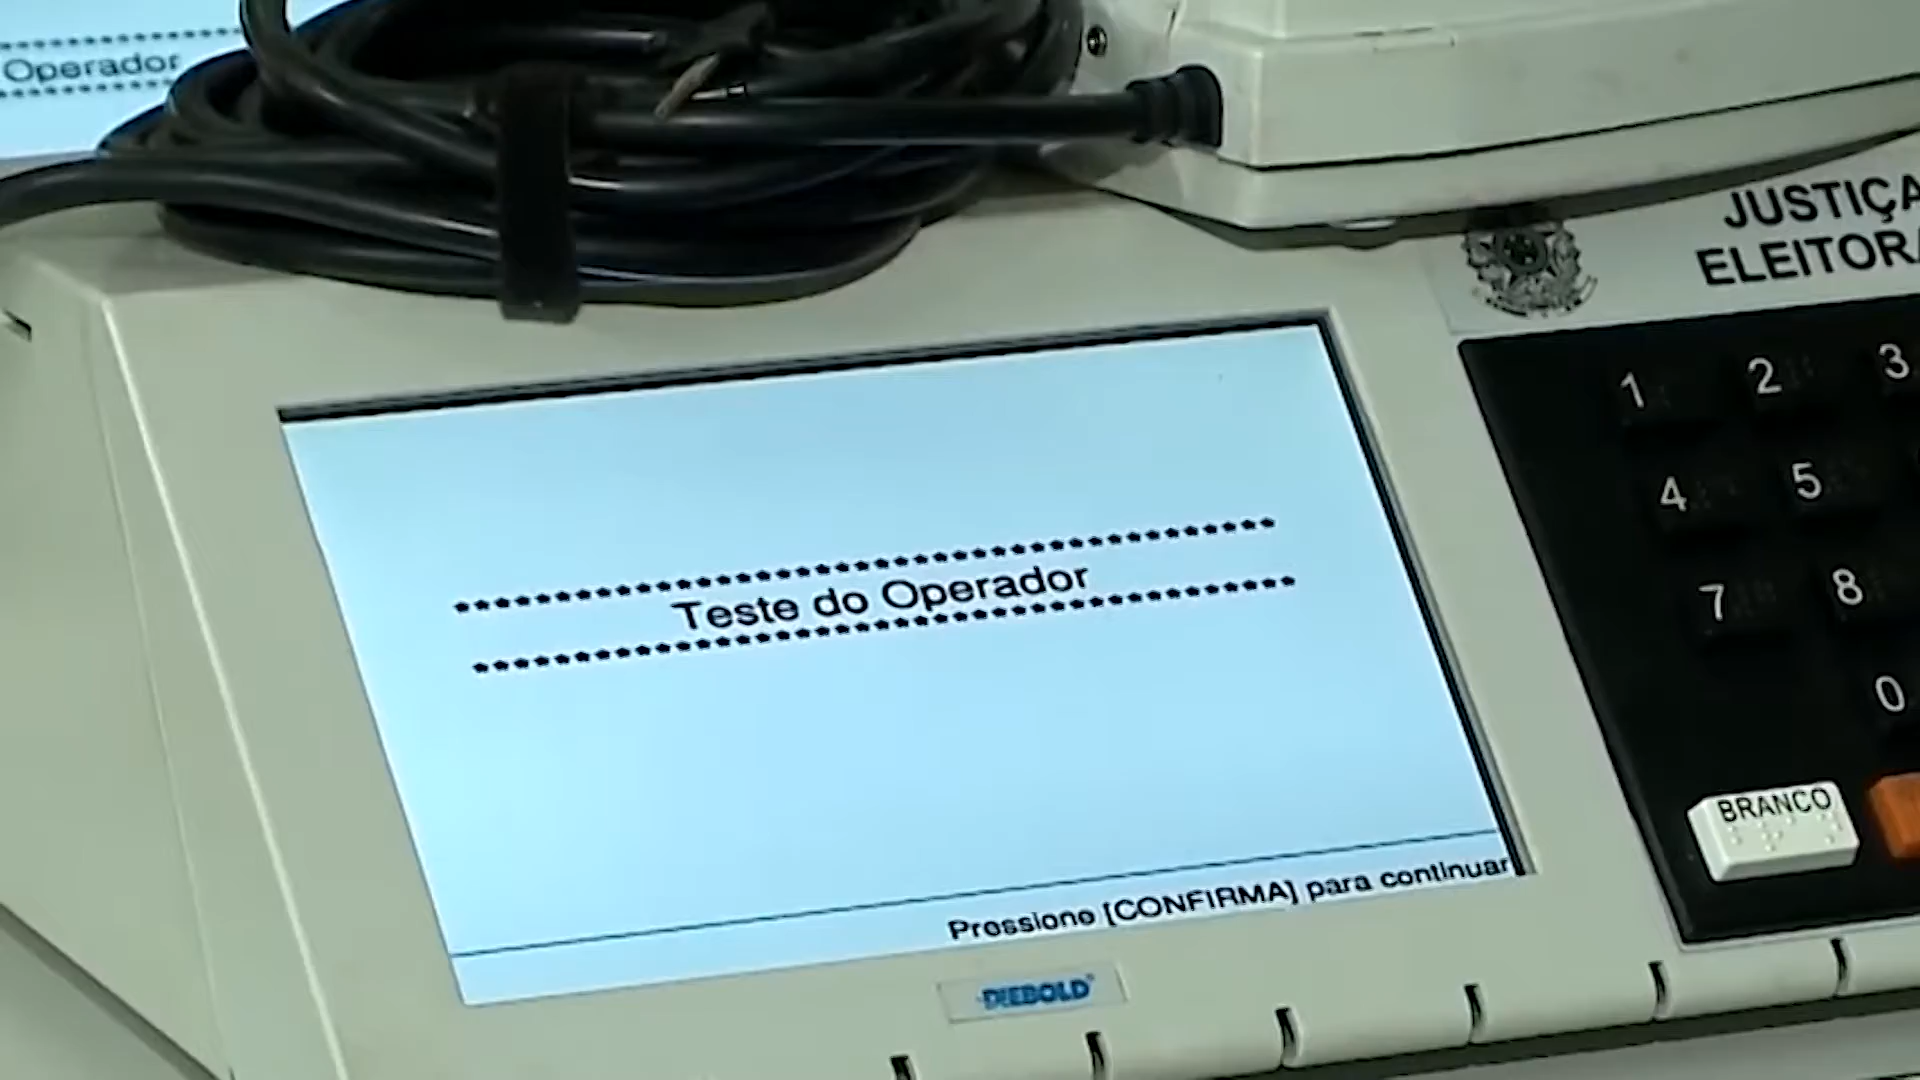 Operador
JUSTIÇA
ELEITORA
Teste do Operador
1 2 3
4 5
7 8
0
BRANCO
Pressione [CONFIRMA] para continuar
DIEBOLD